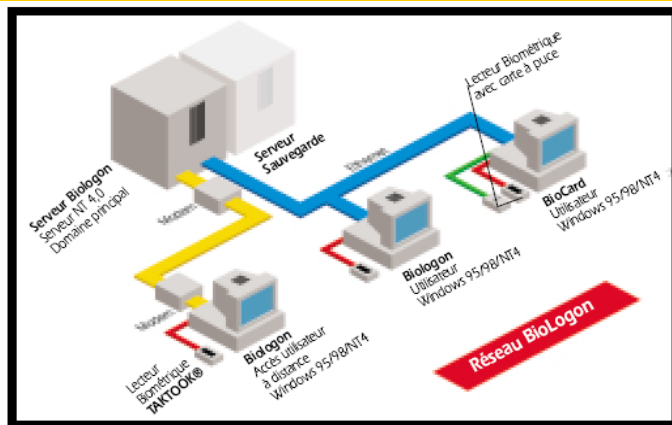 Lecteur Biométrique
avec carte à puce
Serveur
Sauvegarde
Ethernet
Serveur Biologon
Serveur NT 4,0
Domaine principal
Modem
BioCard
Utilisateur
Windows 95/98/NT4
Biologon
Utilisateur
Windows 95/98/NT4
Modem
Biologon
Accès utilisateur
à distance
Windows 95/98/NT4
Lecteur
Biométrique
TAKTOOK®
Réseau BioLogon